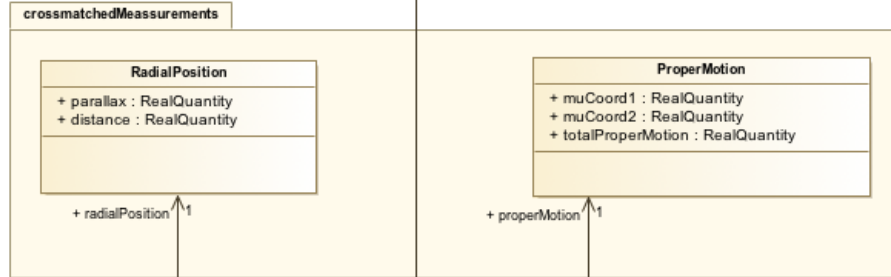 crossmatchedMeassurements
RadialPosition
+ parallax : RealQuantity
+ distance : RealQuantity
ProperMotion
+ muCoord1 : RealQuantity
+ muCoord2 : RealQuantity
+ totalProperMotion : RealQuantity
+ radialPosition 1
+ properMotion 1